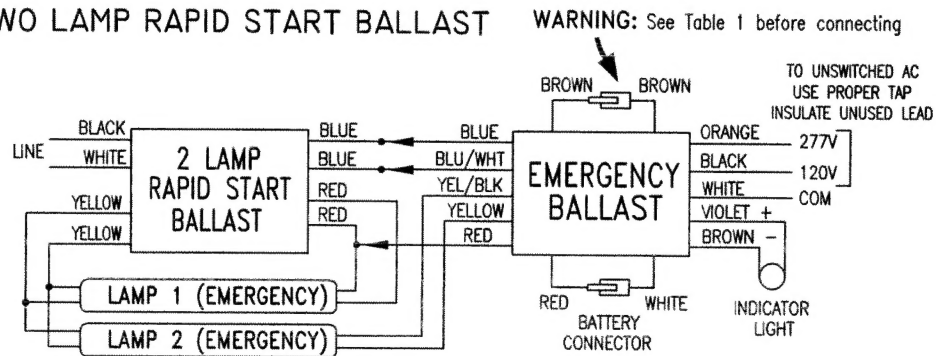 WO LAMP RAPID START BALLAST
WARNING: See Table 1 before connecting
BROWN
BROWN
TO UNSWITCHED AC
USE PROPER TAP
INSULATE UNUSED LEAD
LINE
BLACK
WHITE
YELLOW
YELLOW
2 LAMP
RAPID START
BALLAST
BLUE
BLUE
RED
RED
BLUE
BLU/WHT
YEL/BLK
YELLOW
RED
EMERGENCY
BALLAST
ORANGE
BLACK
WHITE
VIOLET +
BROWN -
277V
120V
COM
LAMP 1 (EMERGENCY)
LAMP 2 (EMERGENCY)
RED
WHITE
BATTERY
CONNECTOR
INDICATOR
LIGHT